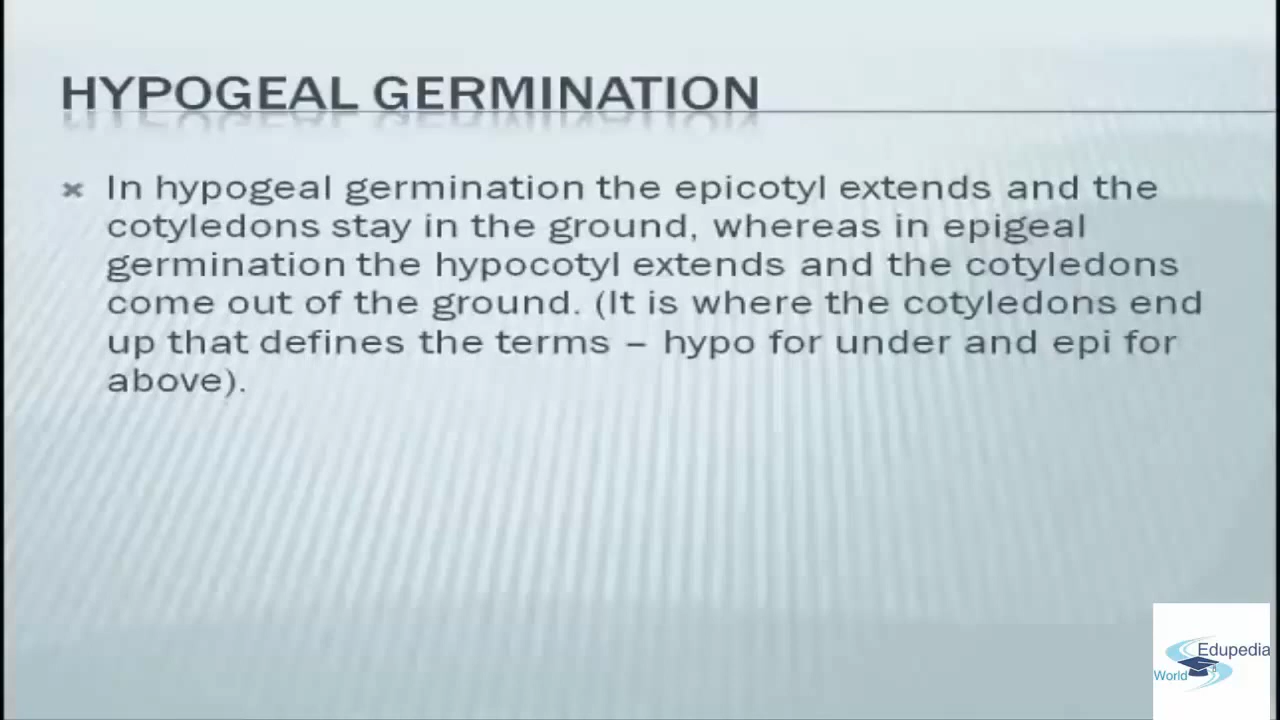 HYPOGEAL GERMINATION
In hypogeal germination the epicotyl extends and the
cotyledons stay in the ground, whereas in epigeal
germination the hypocotyl extends and the cotyledons
come out of the ground. (It is where the cotyledons end
up that defines the terms – hypo for under and epi for
above).
Edupedia
World